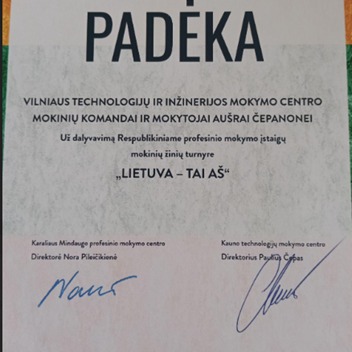 PADĖKA
VILNIAUS TECHNOLOGIJŲ IR INŽINERIJOS MOKYMO CENTRO
MOKINIŲ KOMANDAI IR MOKYTOJAI AUŠRAI ČEPANONEI
Už dalyvavimą Respublikiniame profesinio mokymo įstaigų
mokinių žinių turnyre
„LIETUVA – TAI AŠ“
Karaliaus Mindaugo profesinio mokymo centro
Direktorė Nora Pileičikienė
Kauno technologijų mokymo centro
Direktorius Paulius Čepas